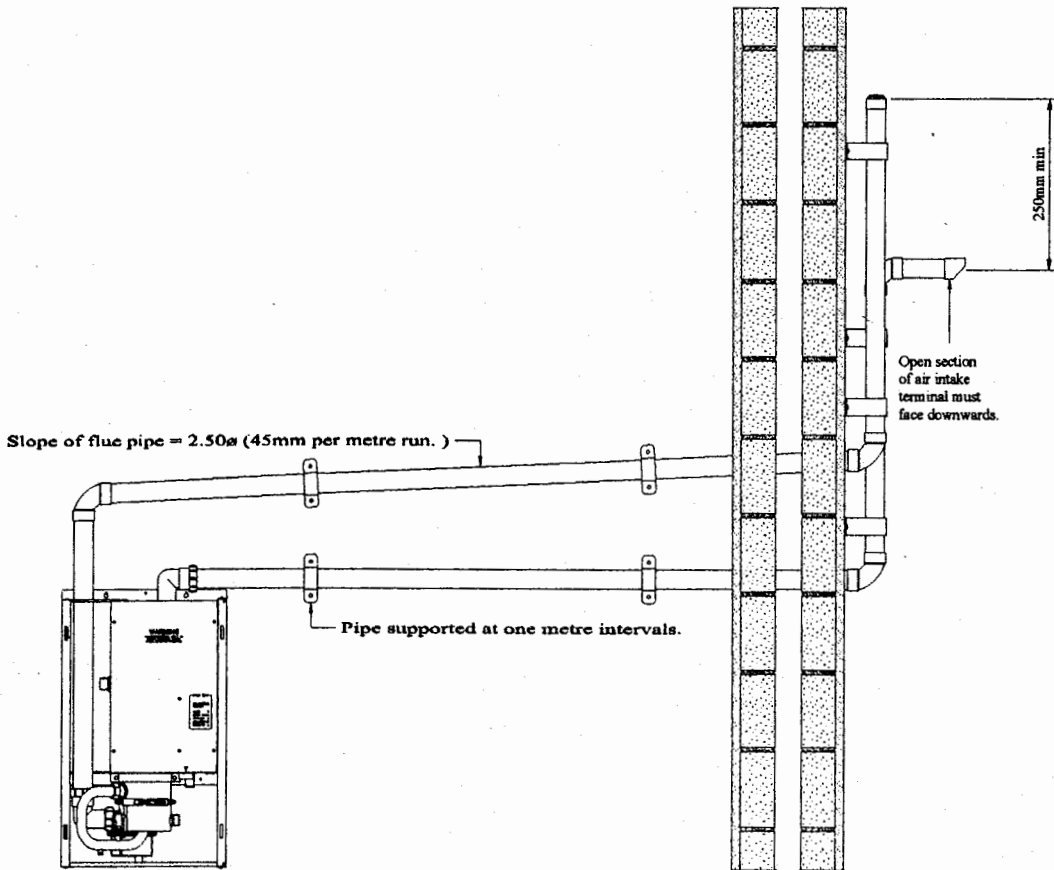 250mm min
Open section
of air intake
terminal must
face downwards.
Slope of flue pipe = 2.50ø (45mm per metre run. )
Pipe supported at one metre intervals.